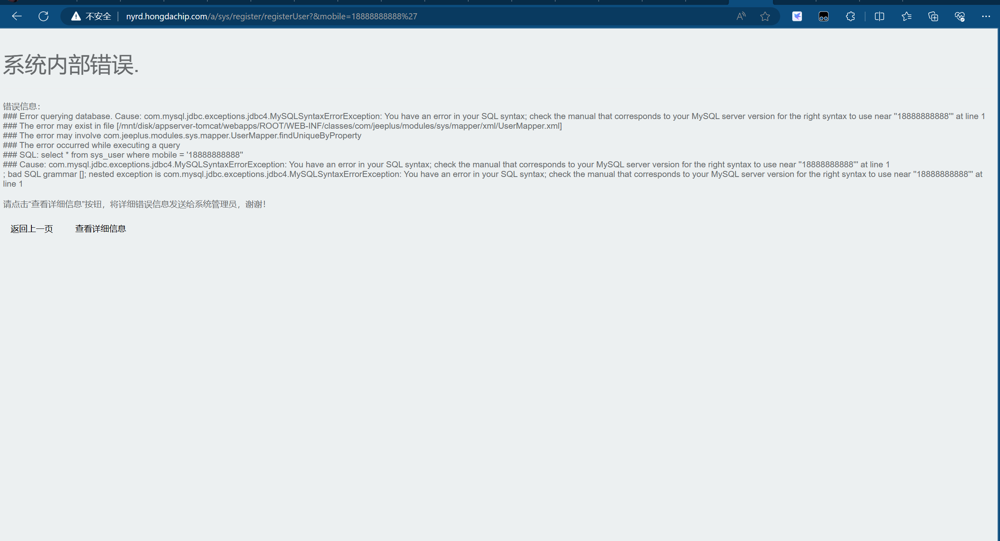 不安全 nyrd.hongdachip.com/a/sys/register/registerUser?&mobile=18888888888%27
系统内部错误.
错误信息：
### Error querying database. Cause: com.mysql.jdbc.exceptions.jdbc4.MySQLSyntaxErrorException: You have an error in your SQL syntax; check the manual that corresponds to your MySQL server version for the right syntax to use near ''18888888888''' at line 1
### The error may exist in file [/mnt/disk/appserver-tomcat/webapps/ROOT/WEB-INF/classes/com/jeeplus/modules/sys/mapper/xml/UserMapper.xml]
### The error may involve com.jeeplus.modules.sys.mapper.UserMapper.findUniqueByProperty
### The error occurred while executing a query
### SQL: select * from sys_user where mobile = '18888888888''
### Cause: com.mysql.jdbc.exceptions.jdbc4.MySQLSyntaxErrorException: You have an error in your SQL syntax; check the manual that corresponds to your MySQL server version for the right syntax to use near ''18888888888''' at line 1
; bad SQL grammar []; nested exception is com.mysql.jdbc.exceptions.jdbc4.MySQLSyntaxErrorException: You have an error in your SQL syntax; check the manual that corresponds to your MySQL server version for the right syntax to use near ''18888888888''' at
line 1
请点击“查看详细信息”按钮，将详细错误信息发送给系统管理员，谢谢！
返回上一页 查看详细信息